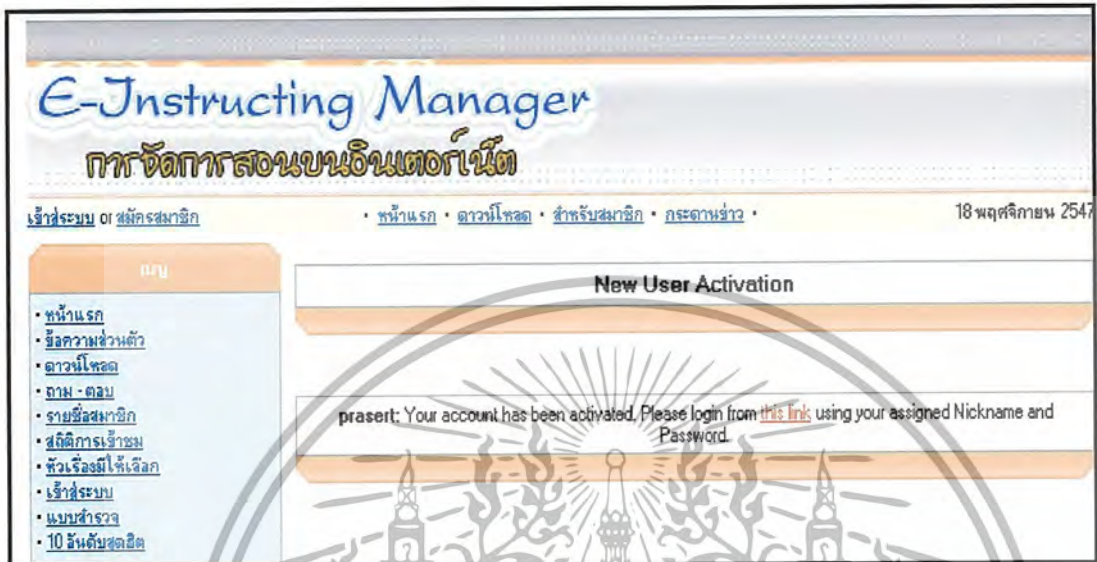 E-Instructing Manager
การจัดการสอนบนอินเตอร์เน็ต
เข้าสู่ระบบ or สมัครสมาชิก · หน้าแรก · ดาวน์โหลด · สำหรับสมาชิก · กระดานข่าว · 18 พฤศจิกายน 2547
เมนู
· หน้าแรก
· ข้อความส่วนตัว
· ดาวน์โหลด
· ถาม - ตอบ
· รายชื่อสมาชิก
· สถิติการเข้าชม
· หัวเรื่องมีให้เลือก
· เข้าสู่ระบบ
· แบบสำรวจ
· 10 อันดับสุดฮิต
New User Activation
prasert: Your account has been activated. Please login from this link using your assigned Nickname and
Password.